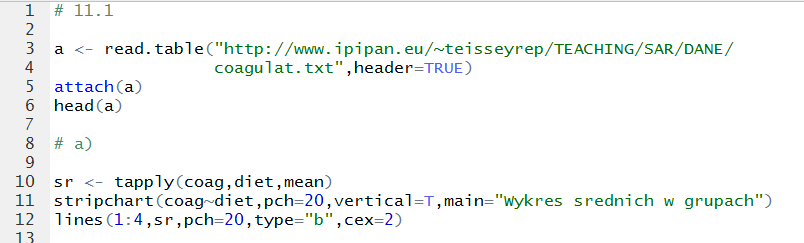 1 # 11.1
2
3 a <- read.table("http://www.ipipan.eu/~teisseyrep/TEACHING/SAR/DANE/
4 coagulat.txt",header=TRUE)
5 attach(a)
6 head(a)
7
8 # a)
9
10 sr <- tapply(coag,diet,mean)
11 stripchart(coag~diet,pch=20,vertical=T,main="Wykres srednich w grupach")
12 lines(1:4,sr,pch=20,type="b",cex=2)
13